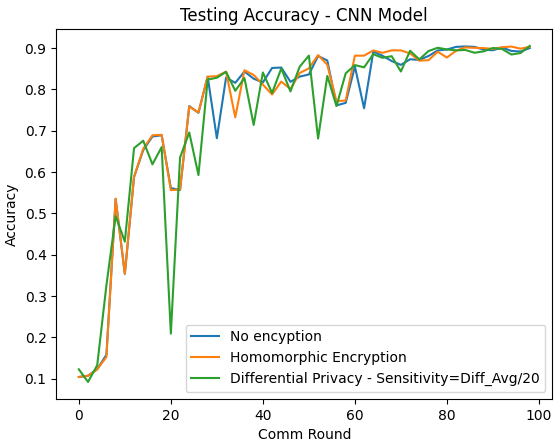 Testing Accuracy - CNN Model
Accuracy
0.9
0.8
0.7
0.6
0.5
0.4
0.3
0.2
0.1
No encyption
Homomorphic Encryption
Differential Privacy - Sensitivity=Diff_Avg/20
0 20 40 60 80 100
Comm Round